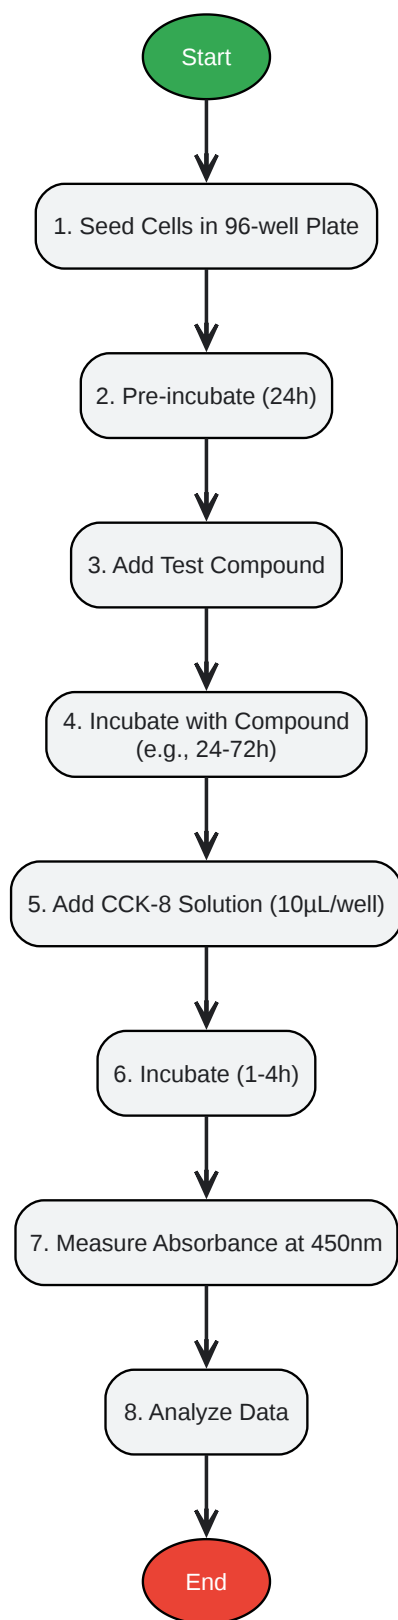 Start
1. Seed Cells in 96-well Plate
2. Pre-incubate (24h)
3. Add Test Compound
4. Incubate with Compound
(e.g., 24-72h)
5. Add CCK-8 Solution (10µL/well)
6. Incubate (1-4h)
7. Measure Absorbance at 450nm
8. Analyze Data
End